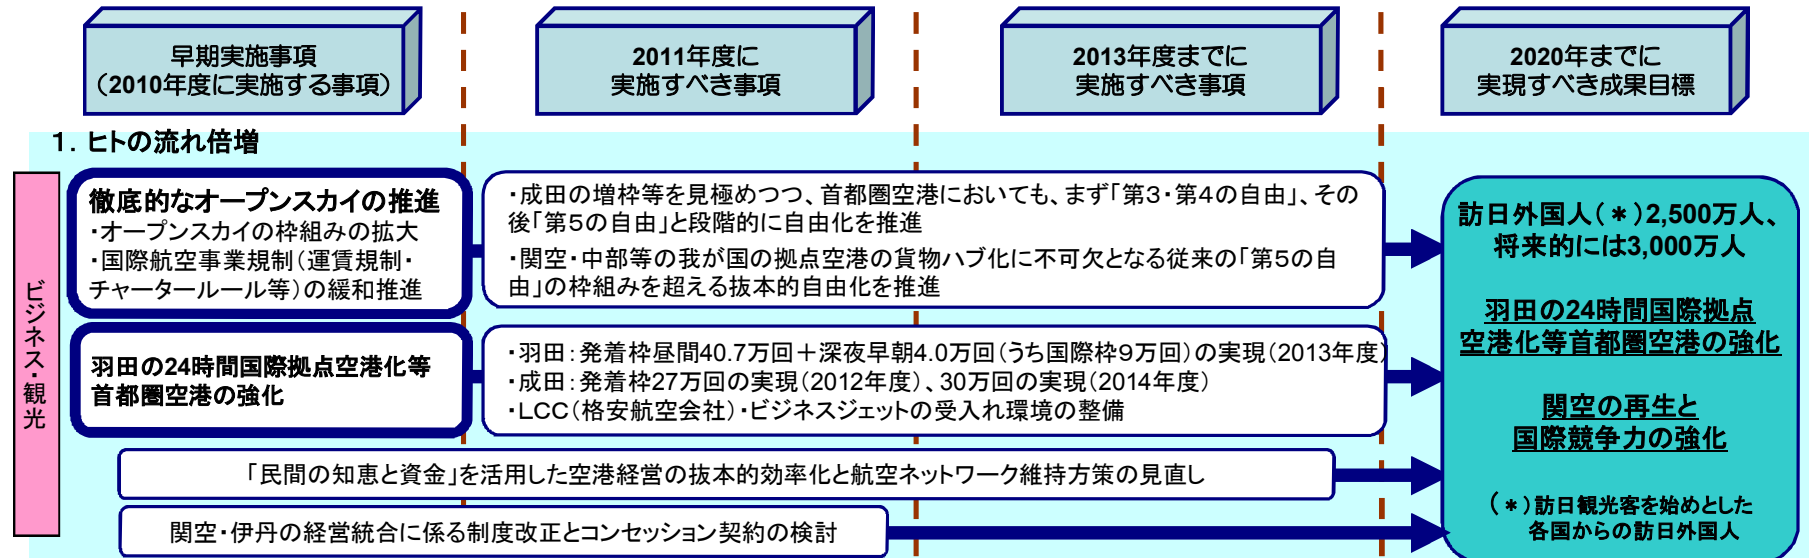 早期実施事項
（2010年度に実施する事項）
2011年度に
実施すべき事項
2013年度までに
実施すべき事項
2020年までに
実現すべき成果目標
１．ヒトの流れ倍増
ビジネス・観光
徹底的なオープンスカイの推進
・オープンスカイの枠組みの拡大
・国際航空事業規制（運賃規制・
チャータールール等）の緩和推進
・成田の増枠等を見極めつつ、首都圏空港においても、まず「第３・第４の自由」、その
後「第５の自由」と段階的に自由化を推進
・関空・中部等の我が国の拠点空港の貨物ハブ化に不可欠となる従来の「第５の自
由」の枠組みを超える抜本的自由化を推進
羽田の24時間国際拠点空港化等
首都圏空港の強化
・羽田：発着枠昼間40.7万回＋深夜早朝4.0万回（うち国際枠９万回）の実現（2013年度）
・成田：発着枠27万回の実現（2012年度）、30万回の実現（2014年度）
・ＬＣＣ（格安航空会社）・ビジネスジェットの受入れ環境の整備
「民間の知恵と資金」を活用した空港経営の抜本的効率化と航空ネットワーク維持方策の見直し
関空・伊丹の経営統合に係る制度改正とコンセッション契約の検討
訪日外国人（＊）2,500万人、
将来的には3,000万人
羽田の24時間国際拠点
空港化等首都圏空港の強化
関空の再生と
国際競争力の強化
（＊）訪日観光客を始めとした
各国からの訪日外国人